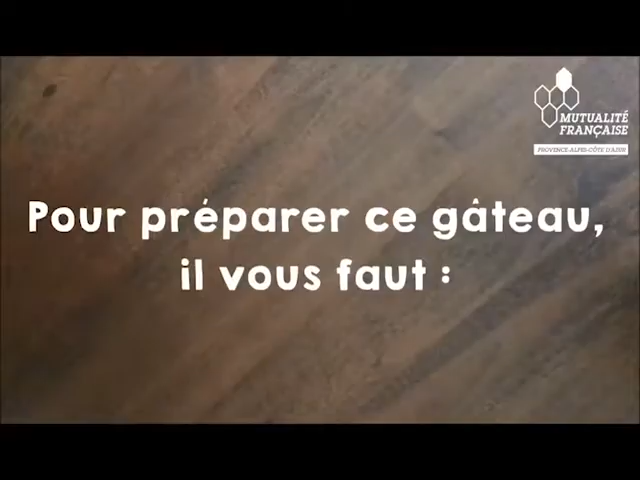 MUTUALITÉ
FRANÇAISE
PROVENCE-ALPES-CÔTE D'AZUR
Pour préparer ce gâteau,
il vous faut :